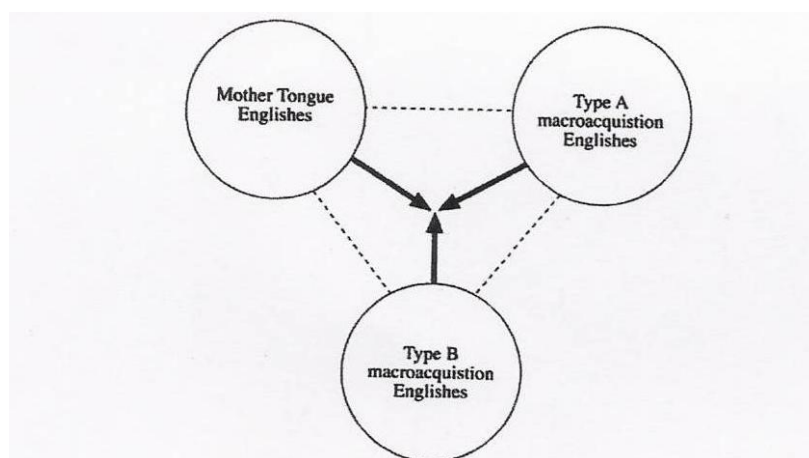 Mother Tongue
Englishes
Type A
macroacquistion
Englishes
Type B
macroacquistion
Englishes